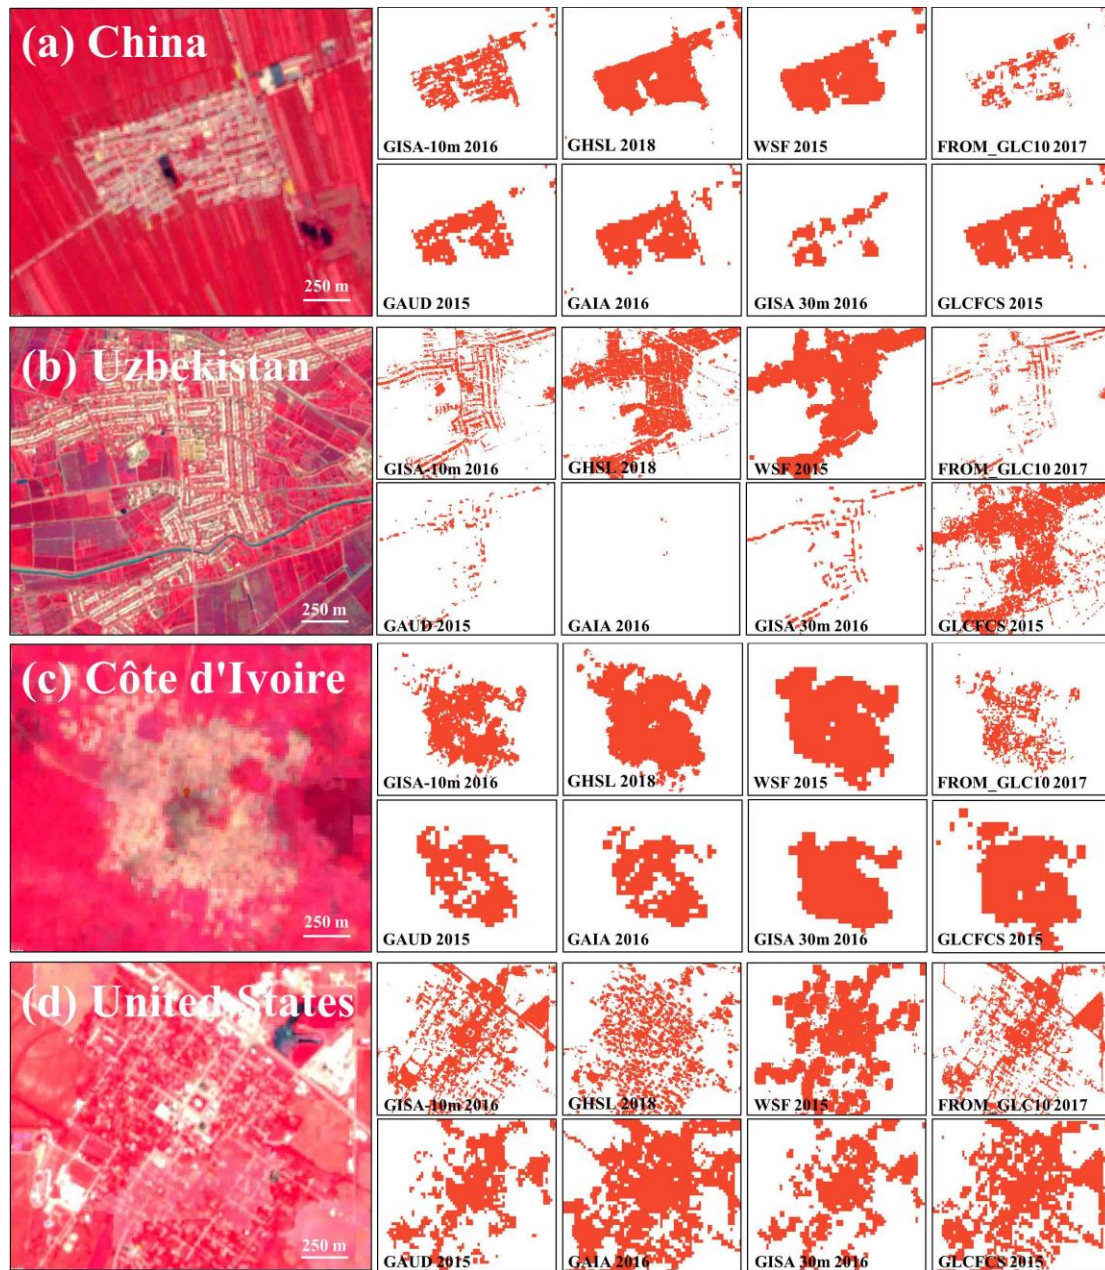 (a) China
250 m
GISA-10m 2016
GHSL 2018
WSF 2015
FROM_GLC10 2017
GAUD 2015
GAIA 2016
GISA 30m 2016
GLCFCS 2015
(b) Uzbekistan
250 m
GISA-10m 2016
GHSL 2018
WSF 2015
FROM_GLC10 2017
GAUD 2015
GAIA 2016
GISA 30m 2016
GLCFCS 2015
(c) Côte d'Ivoire
250 m
GISA-10m 2016
GHSL 2018
WSF 2015
FROM_GLC10 2017
GAUD 2015
GAIA 2016
GISA 30m 2016
GLCFCS 2015
(d) United States
250 m
GISA-10m 2016
GHSL 2018
WSF 2015
FROM_GLC10 2017
GAUD 2015
GAIA 2016
GISA 30m 2016
GLCFCS 2015